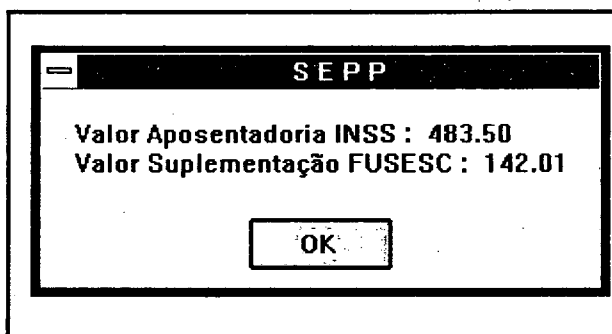 SEPP
Valor Aposentadoria INSS : 483.50
Valor Suplementação FUSESC : 142.01
OK